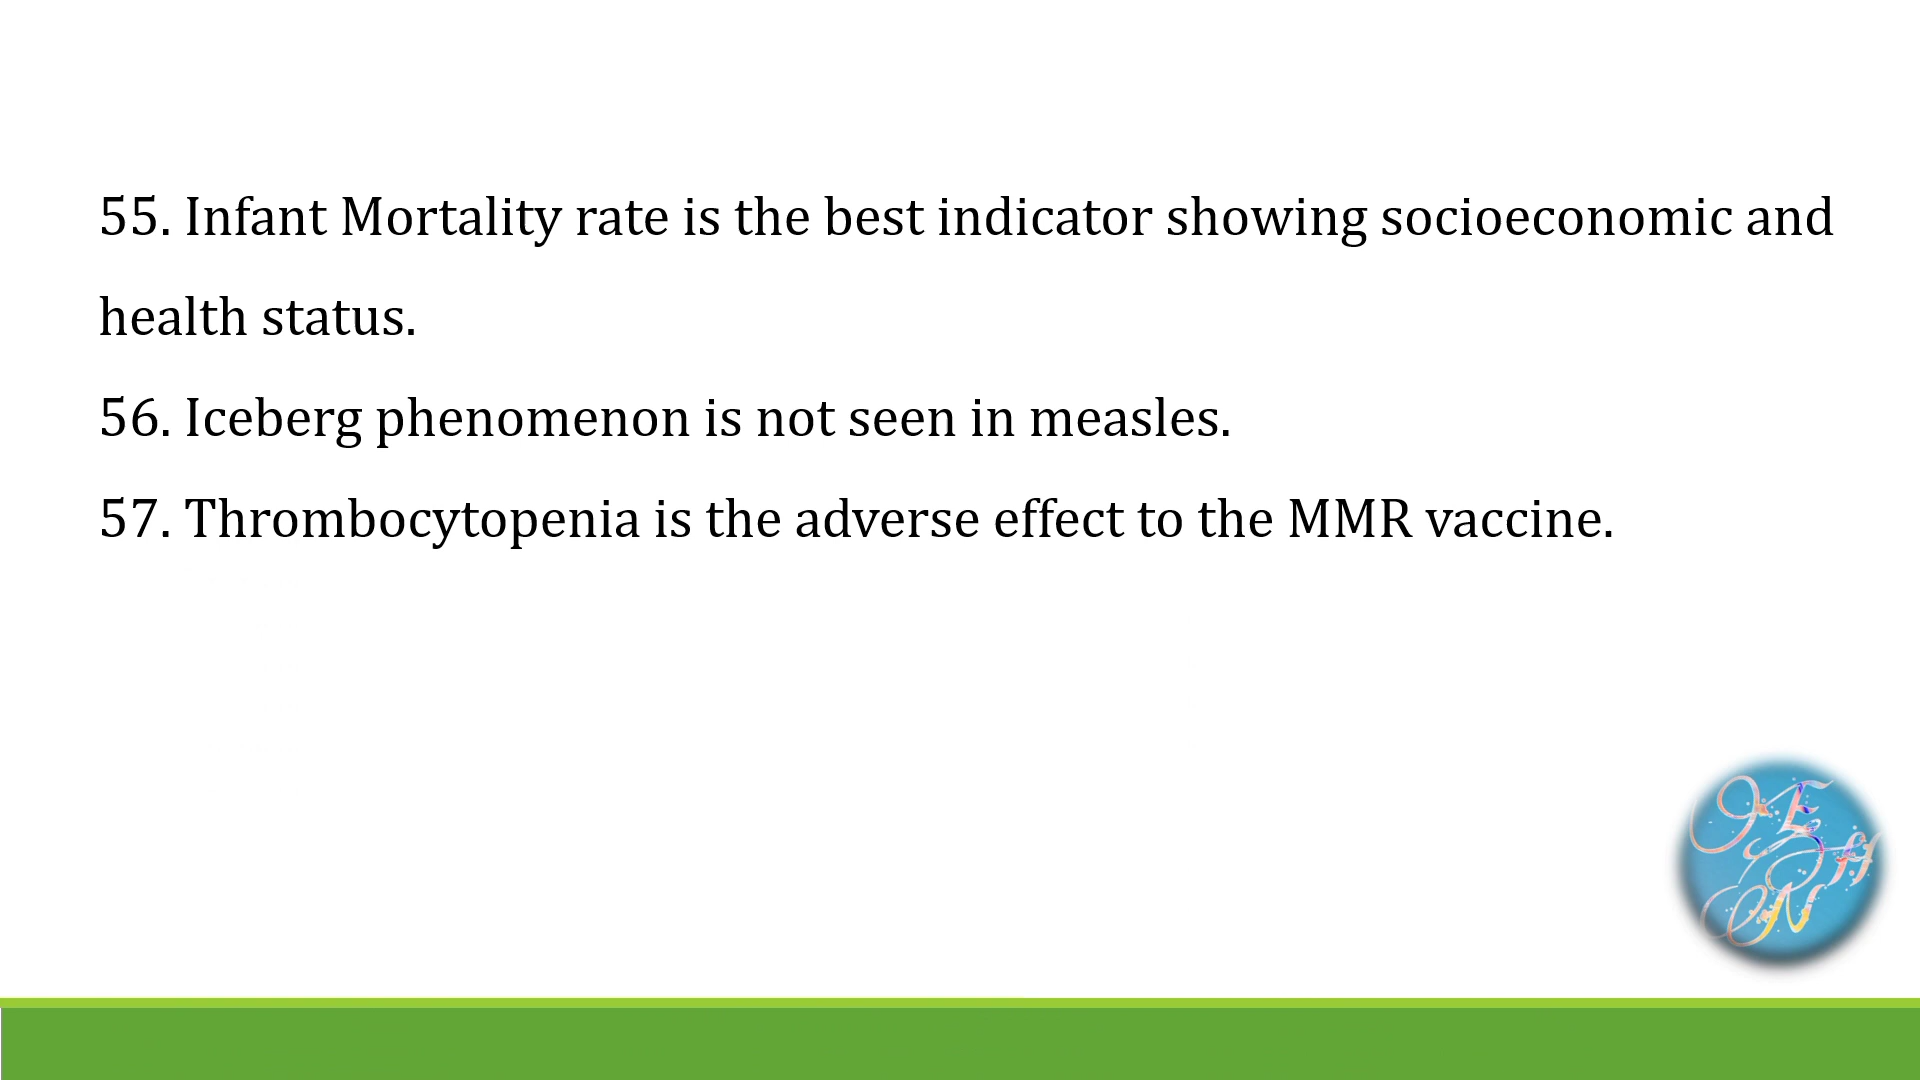 55. Infant Mortality rate is the best indicator showing socioeconomic and
health status.
56. Iceberg phenomenon is not seen in measles.
57. Thrombocytopenia is the adverse effect to the MMR vaccine.